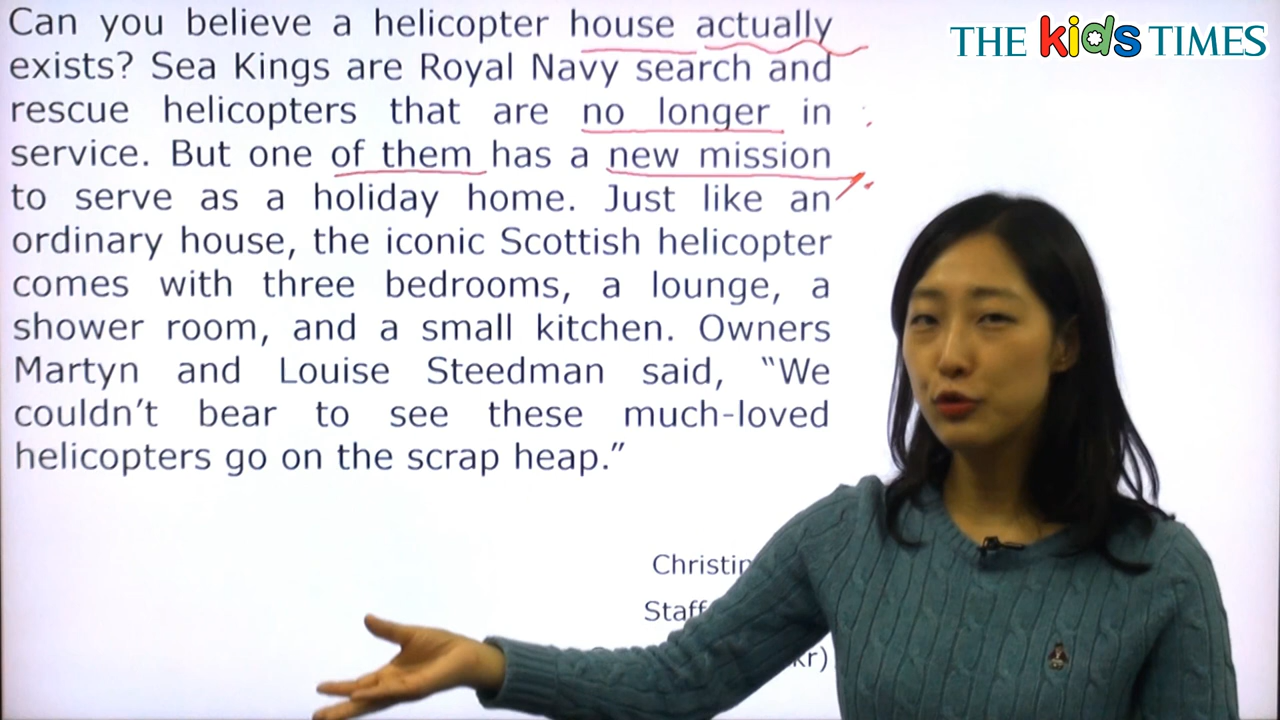 Can you believe a helicopter house actually
exists? Sea Kings are Royal Navy search and
rescue helicopters that are no longer in
service. But one of them has a new mission
to serve as a holiday home. Just like an
ordinary house, the iconic Scottish helicopter
comes with three bedrooms, a lounge, a
shower room, and a small kitchen. Owners
Martyn and Louise Steedman said, “We
couldn’t bear to see these much-loved
helicopters go on the scrap heap.”
THE kids TIMES
Staff
kr)